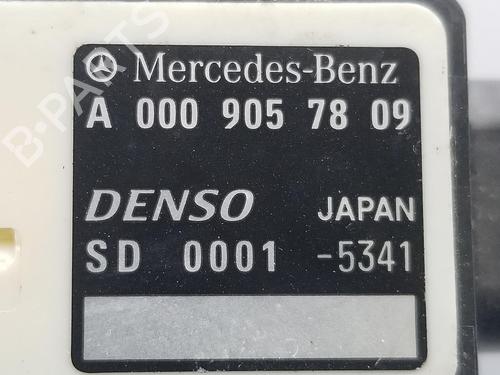 Mercedes-Benz
A 000 905 78 09
DENSO JAPAN
SD 0001 -5341
B-PARTS